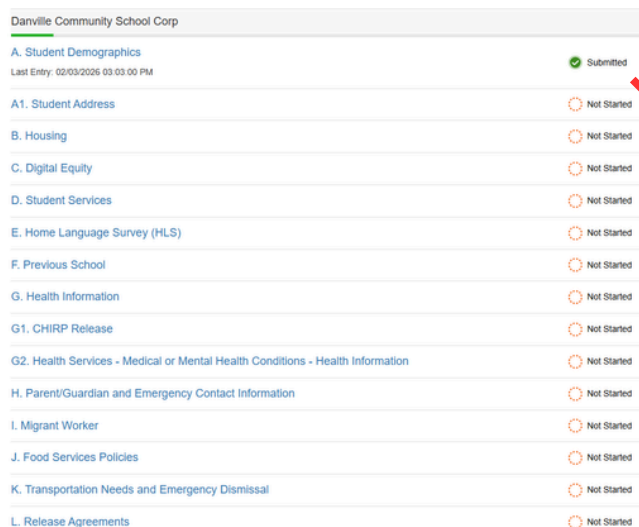 Danville Community School Corp
A. Student Demographics
Submitted
Last Entry: 02/03/2026 03:03:00 PM
A1. Student Address Not Started
B. Housing Not Started
C. Digital Equity Not Started
D. Student Services Not Started
E. Home Language Survey (HLS) Not Started
F. Previous School Not Started
G. Health Information Not Started
G1. CHIRP Release Not Started
G2. Health Services - Medical or Mental Health Conditions - Health Information Not Started
H. Parent/Guardian and Emergency Contact Information Not Started
I. Migrant Worker Not Started
J. Food Services Policies Not Started
K. Transportation Needs and Emergency Dismissal Not Started
L. Release Agreements Not Started